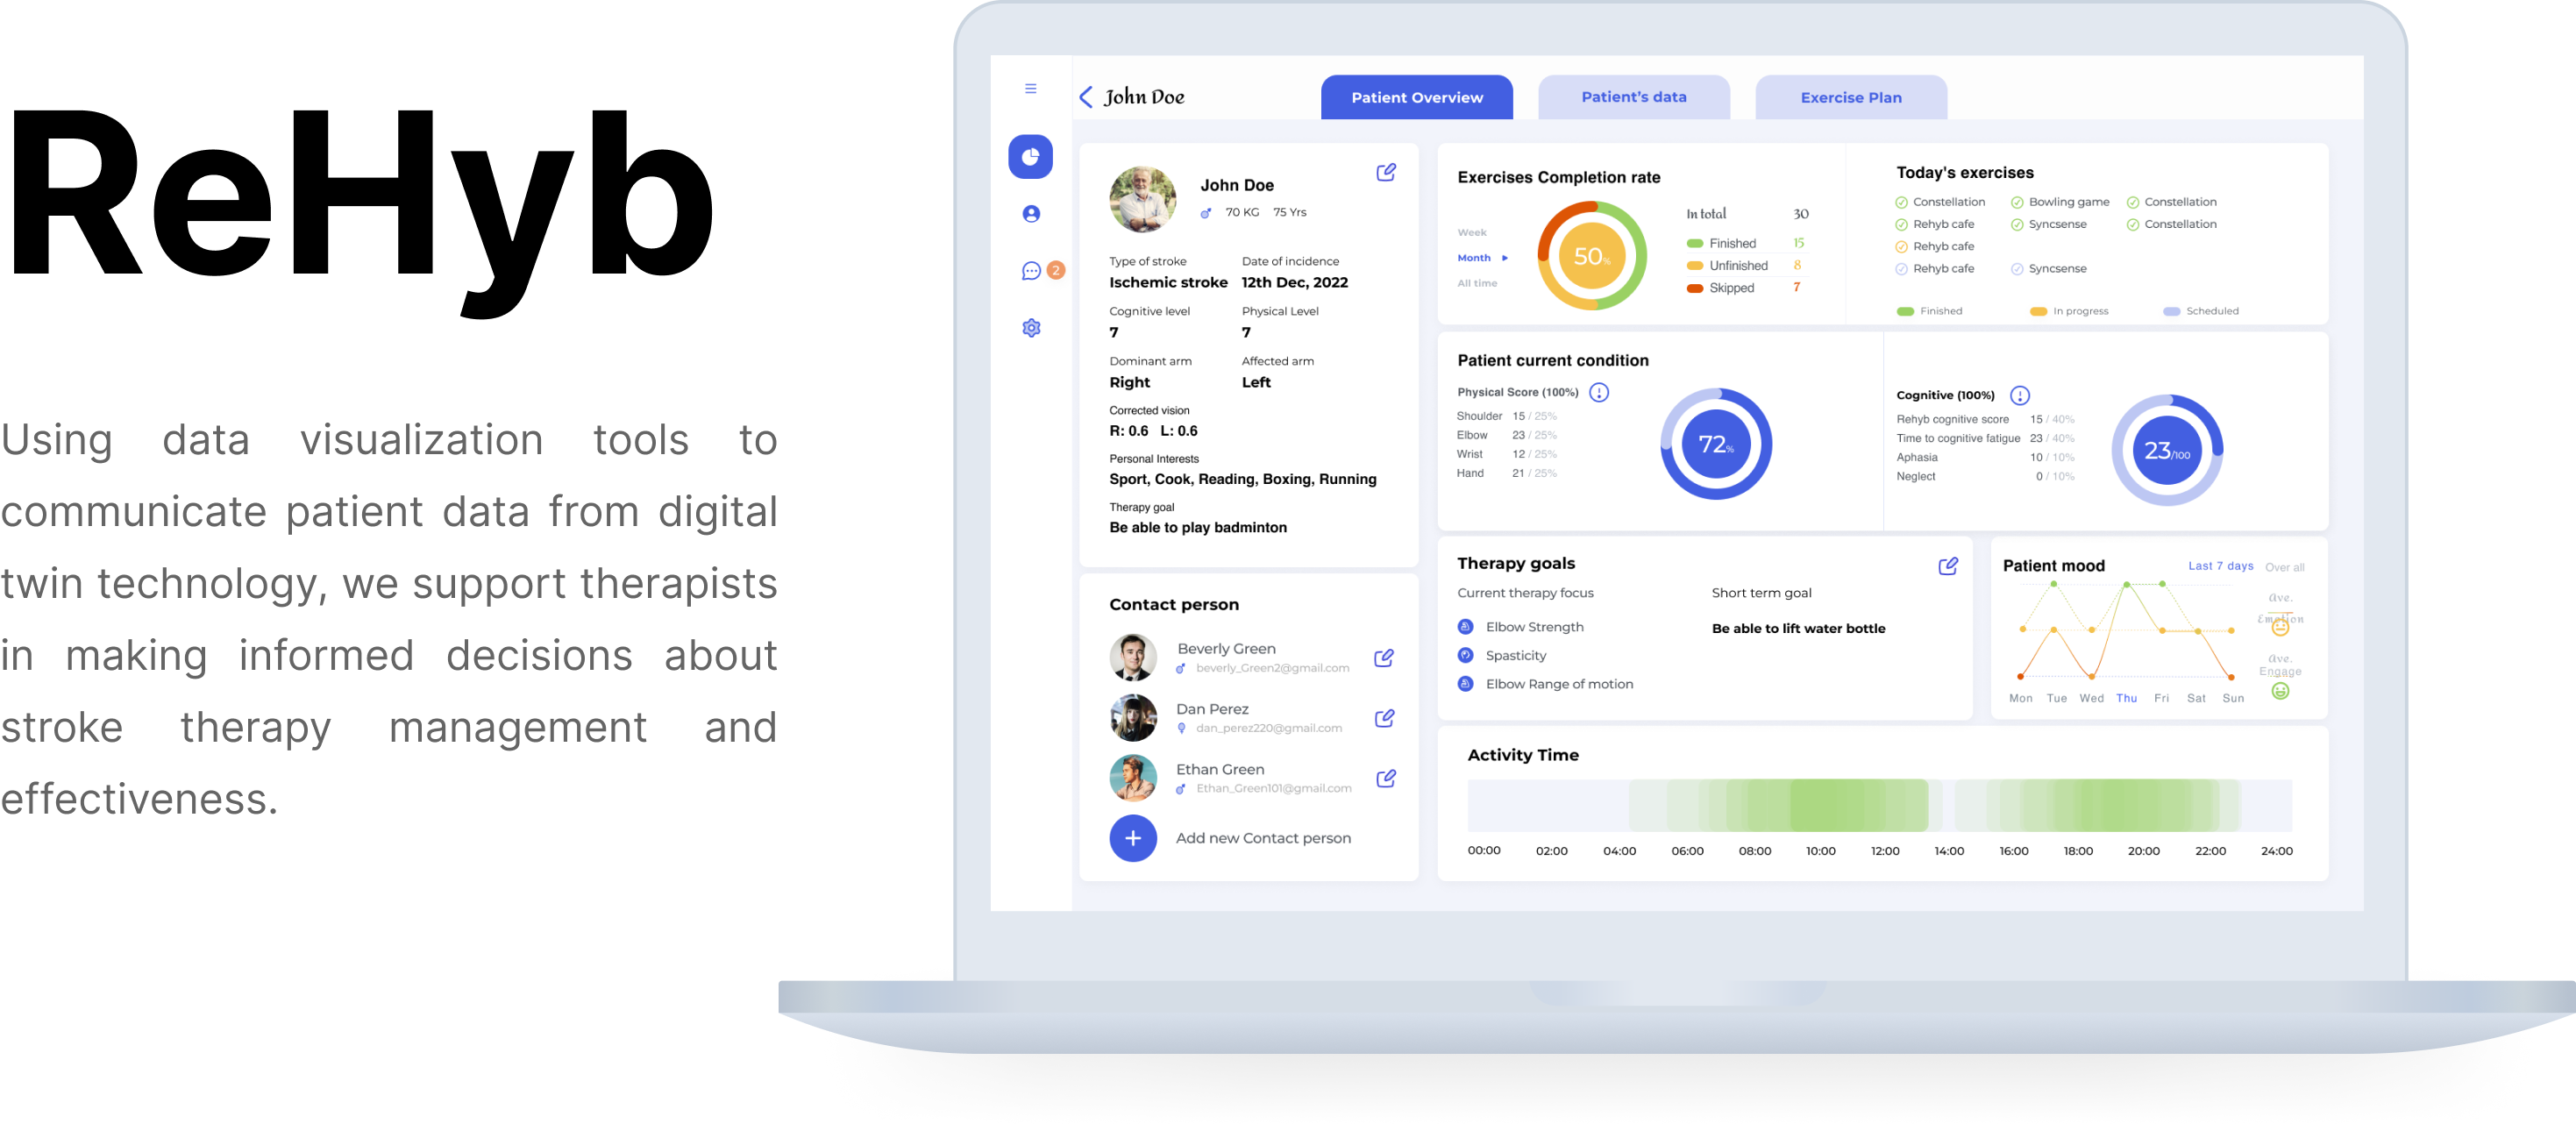 ReHyb
Using data visualization tools to
communicate patient data from digital
twin technology, we support therapists
in making informed decisions about
stroke therapy management and
effectiveness.
John Doe
Patient Overview
Patient's data
Exercise Plan
2
John Doe
70 KG 75 Yrs
Type of stroke Date of incidence
Ischemic stroke 12th Dec, 2022
Cognitive level Physical Level
7 7
Dominant arm Affected arm
Right Left
Corrected vision
R: 0.6 L: 0.6
Personal Interests
Sport, Cook, Reading, Boxing, Running
Therapy goal
Be able to play badminton
Contact person
Beverly Green
beverly_Green2@gmail.com
Dan Perez
dan_perez220@gmail.com
Ethan Green
Ethan_Green101@gmail.com
+ Add new Contact person
Exercises Completion rate
Week
Month
All time
50%
In total 30
Finished 15
Unfinished 8
Skipped 7
Today's exercises
Constellation Bowling game Constellation
Rehyb cafe Syncsense Constellation
Rehyb cafe
Rehyb cafe Syncsense
Finished In progress Scheduled
Patient current condition
Physical Score (100%)
Shoulder 15 / 25%
Elbow 23 / 25%
Wrist 12 / 25%
Hand 21 / 25%
72%
Cognitive (100%)
Rehyb cognitive score 15 / 40%
Time to cognitive fatigue 23 / 40%
Aphasia 10 / 10%
Neglect 0 / 10%
23/100
Therapy goals
Current therapy focus
Elbow Strength
Spasticity
Elbow Range of motion
Short term goal
Be able to lift water bottle
Patient mood
Last 7 days Over all
Ave.
Emotion
Ave.
Engage
Mon Tue Wed Thu Fri Sat Sun
Activity Time
00:00 02:00 04:00 06:00 08:00 10:00 12:00 14:00 16:00 18:00 20:00 22:00 24:00